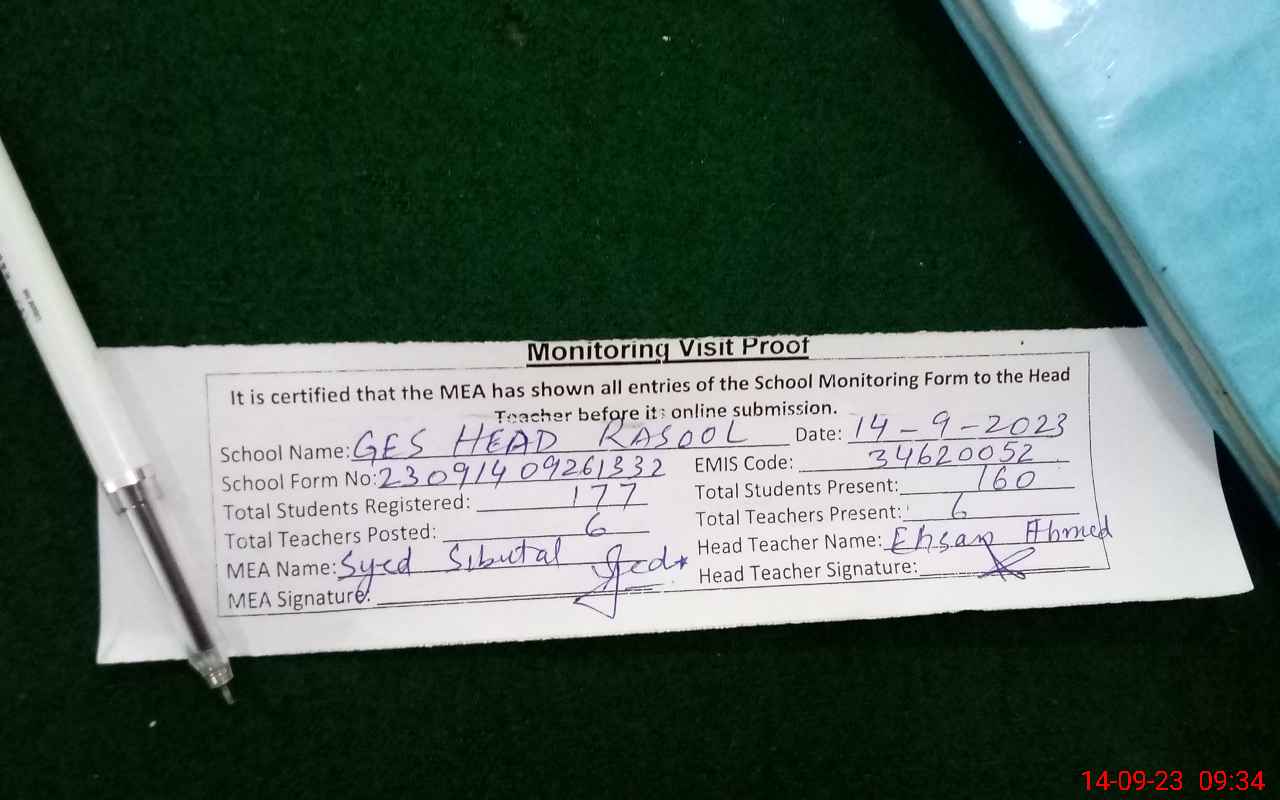 Monitoring Visit Proof
It is certified that the MEA has shown all entries of the School Monitoring Form to the Head
Teacher before its online submission.
School Name: GES HEAD RASOOL Date: 14-9-2023
School Form No: 23091409261332 EMIS Code: 34620052
Total Students Registered: 177 Total Students Present: 160
Total Teachers Posted: 6 Total Teachers Present: 6
MEA Name: Syed Sibutal Head Teacher Name: Ehsan Ahmed
MEA Signature: Head Teacher Signature:
14-09-23 09:34